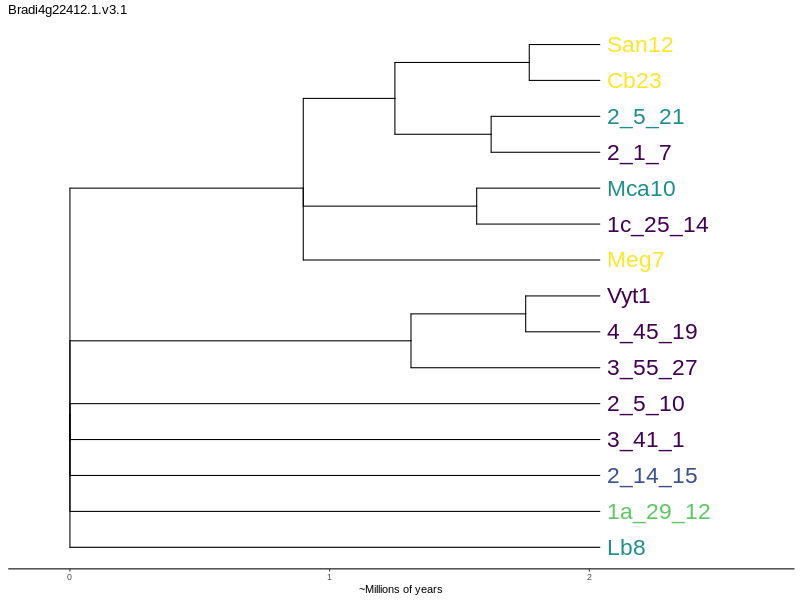 Bradi4g22412.1.v3.1
San12
Cb23
2_5_21
2_1_7
Mca10
1c_25_14
Meg7
Vyt1
4_45_19
3_55_27
2_5_10
3_41_1
2_14_15
1a_29_12
Lb8
0 1 2
~Millions of years